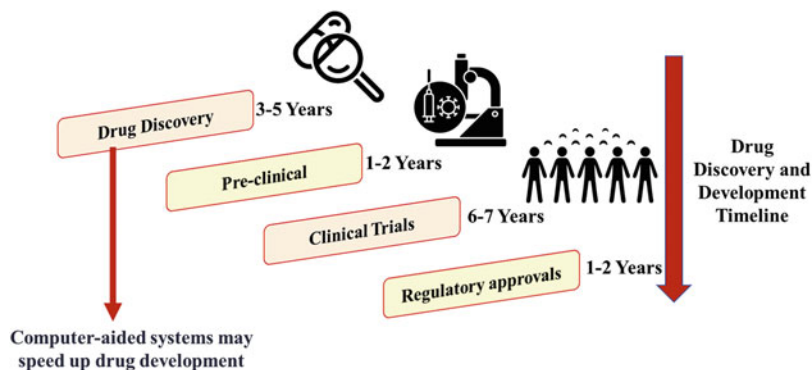 Drug Discovery
3-5 Years
Pre-clinical
1-2 Years
Clinical Trials
6-7 Years
Regulatory approvals
1-2 Years
Drug
Discovery and
Development
Timeline
Computer-aided systems may
speed up drug development